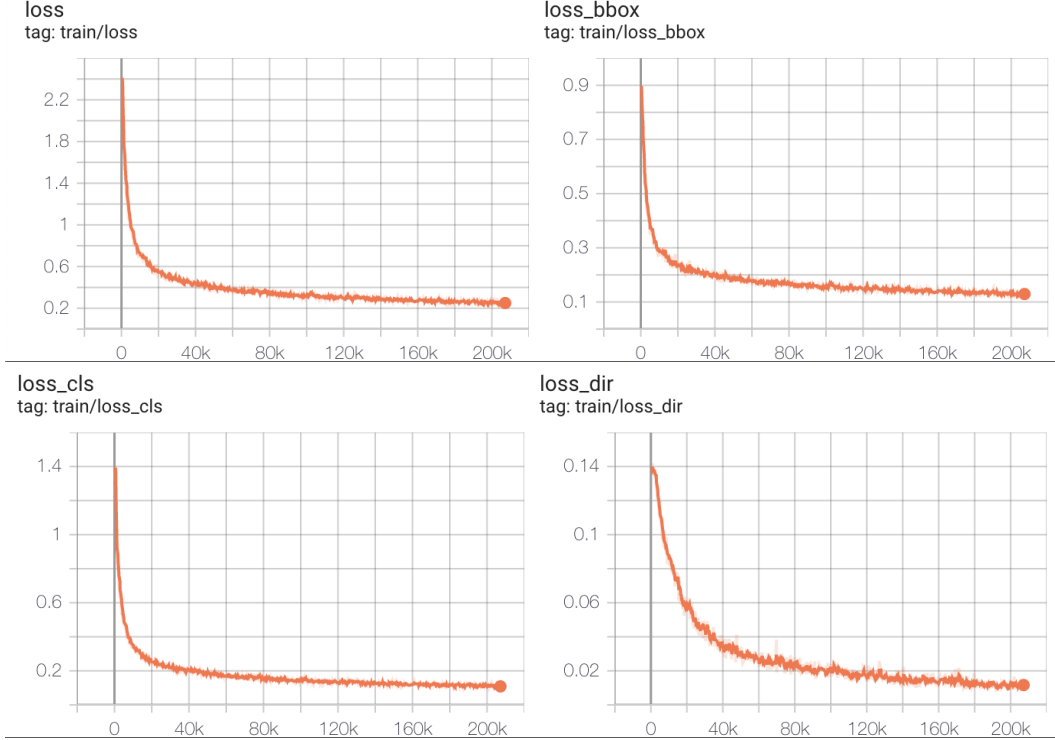 loss
tag: train/loss
2.2
1.8
1.4
1
0.6
0.2
0 40k 80k 120k 160k 200k
loss_bbox
tag: train/loss_bbox
0.9
0.7
0.5
0.3
0.1
0 40k 80k 120k 160k 200k
loss_cls
tag: train/loss_cls
1.4
1
0.6
0.2
0 40k 80k 120k 160k 200k
loss_dir
tag: train/loss_dir
0.14
0.1
0.06
0.02
0 40k 80k 120k 160k 200k